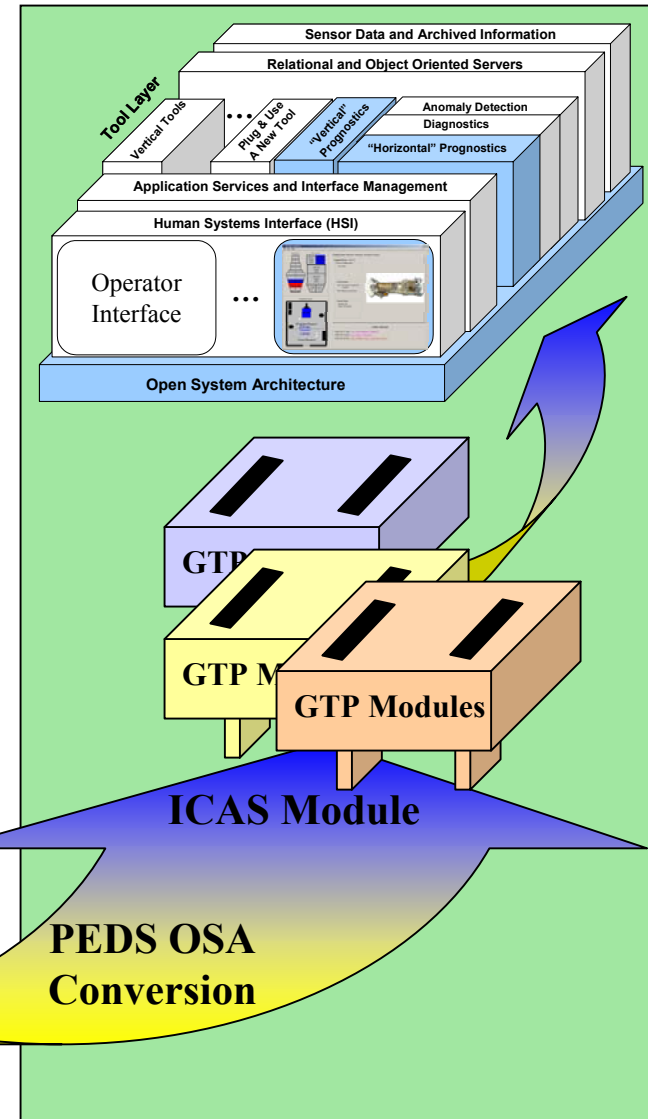 Sensor Data and Archived Information
Relational and Object Oriented Servers
Tool Layer
Vertical Tools
...
Plug & Use
A New Tool
"Vertical"
Prognostics
Anomaly Detection
Diagnostics
"Horizontal" Prognostics
Application Services and Interface Management
Human Systems Interface (HSI)
Operator
Interface
...
Open System Architecture
GTP
GTP M
GTP Modules
ICAS Module
PEDS OSA
Conversion